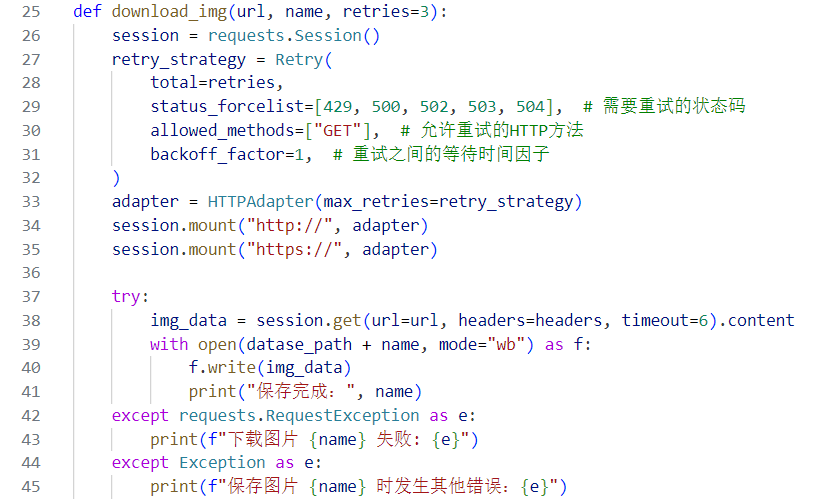 25 def download_img(url, name, retries=3):
26     session = requests.Session()
27     retry_strategy = Retry(
28         total=retries,
29         status_forcelist=[429, 500, 502, 503, 504],  # 需要重试的状态码
30         allowed_methods=["GET"],  # 允许重试的HTTP方法
31         backoff_factor=1,  # 重试之间的等待时间因子
32     )
33     adapter = HTTPAdapter(max_retries=retry_strategy)
34     session.mount("http://", adapter)
35     session.mount("https://", adapter)
36
37     try:
38         img_data = session.get(url=url, headers=headers, timeout=6).content
39         with open(datase_path + name, mode="wb") as f:
40             f.write(img_data)
41             print("保存完成：", name)
42     except requests.RequestException as e:
43         print(f"下载图片 {name} 失败: {e}")
44     except Exception as e:
45         print(f"保存图片 {name} 时发生其他错误: {e}")